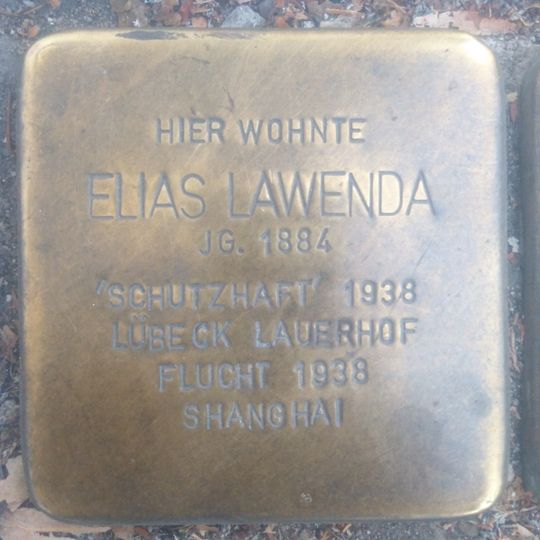 HIER WOHNTE
ELIAS LAWENDA
JG. 1884
'SCHUTZHAFT' 1938
LÜBECK LAUERHOF
FLUCHT 1938
SHANGHAI